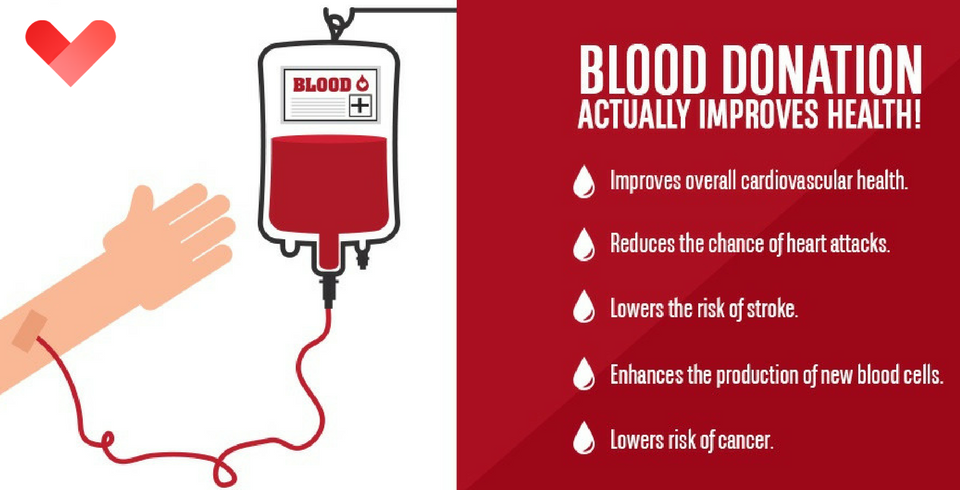 BLOOD
BLOOD DONATION
ACTUALLY IMPROVES HEALTH!
Improves overall cardiovascular health.
Reduces the chance of heart attacks.
Lowers the risk of stroke.
Enhances the production of new blood cells.
Lowers risk of cancer.